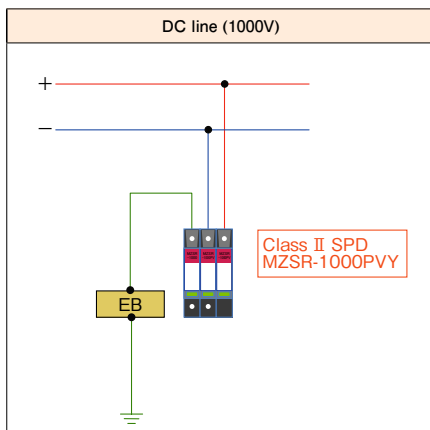 DC line (1000V)
+
−
Class Ⅱ SPD
MZSR-1000PVY
EB